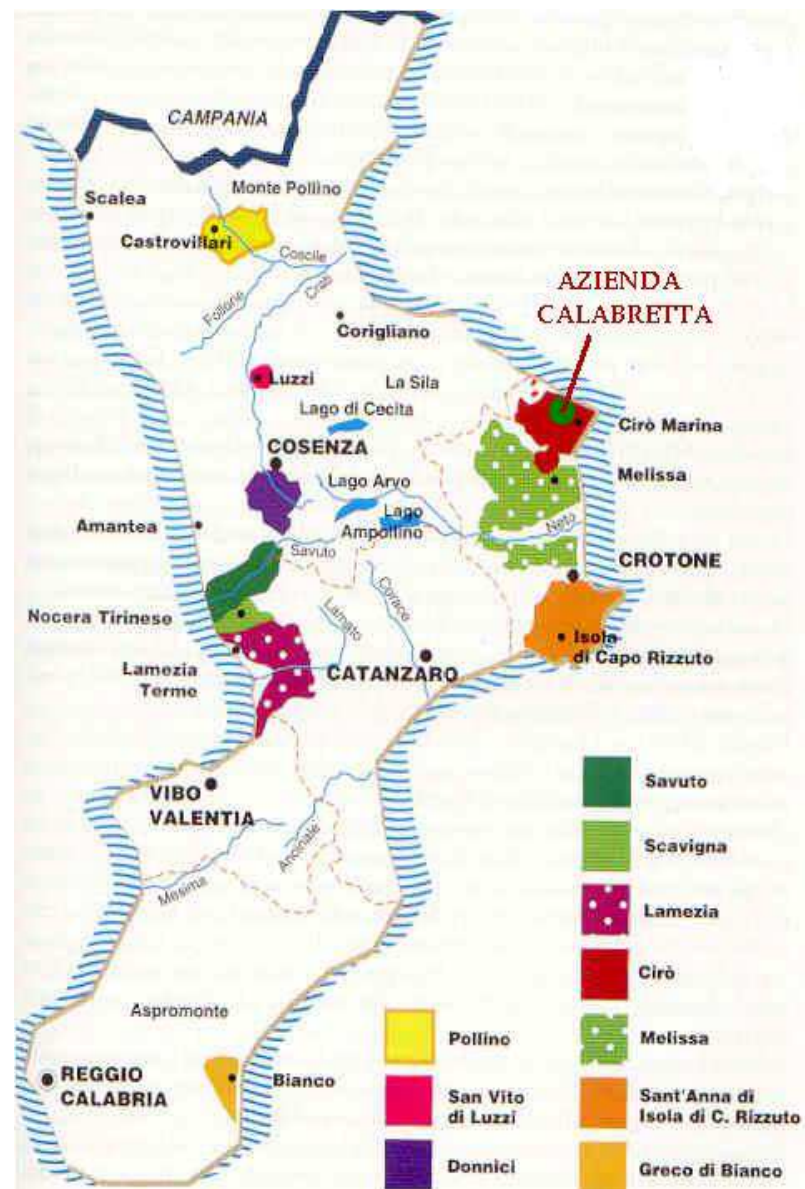 CAMPANIA
Monte Pollino
Scalea
Castrovillari
Coscile
Follone
Crati
AZIENDA
CALABRETTA
Corigliano
Luzzi
La Sila
Lago di Cecita
Cirò Marina
COSENZA
Melissa
Lago Arvo
Lago
Ampollino
Neto
Amantea
Savuto
CROTONE
Corace
Nocera Tirinese
Lamato
Isola
di Capo Rizzuto
Lamezia
Terme
CATANZARO
VIBO
VALENTIA
Ancinale
Mesima
Savuto
Scavigna
Lamezia
Cirò
Aspromonte
Pollino
Melissa
REGGIO
CALABRIA
Bianco
San Vito
di Luzzi
Sant'Anna di
Isola di C. Rizzuto
Donnici
Greco di Bianco